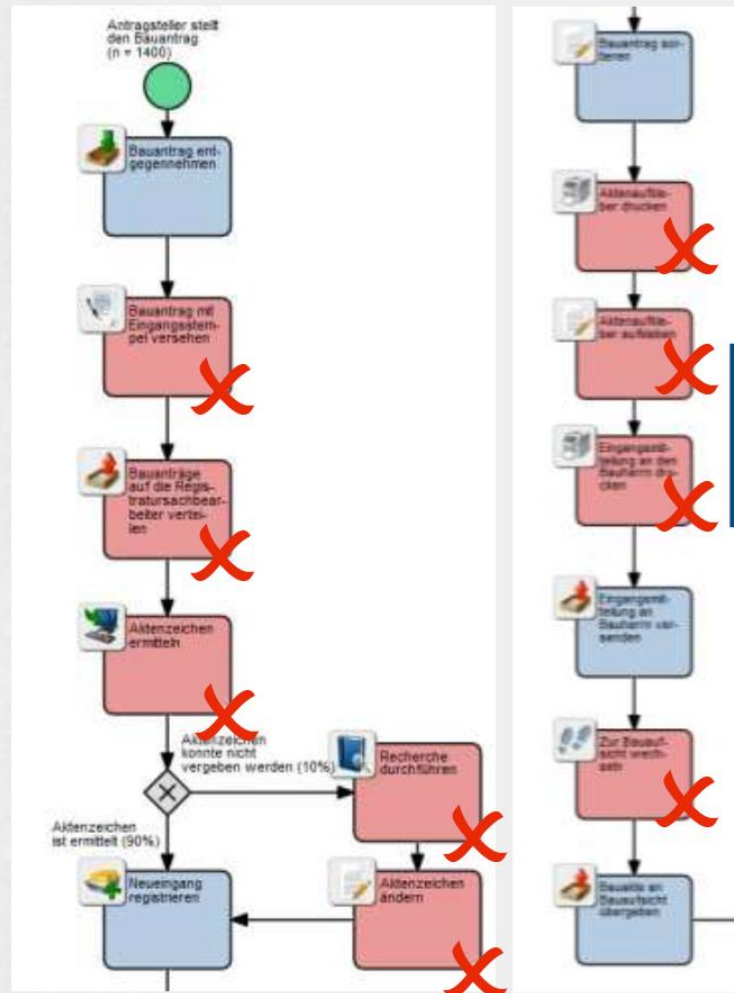 Antragsteller stellt
den Bauantrag
(n = 1400)
Bauantrag ent-
gegennehmen
Bauantrag mit
Eingangsstem-
pel versehen
Bauanträge
auf die Regis-
tratursachbear-
beiter vertei-
len
Aktenzeichen
ermitteln
Aktenzeichen
konnte nicht
vergeben werden (10%)
Recherche
durchführen
Aktenzeichen
ist ermittelt (90%)
Neueingang
registrieren
Aktenzeichen
ändern
Bauantrag sor-
tieren
Aktenaufkle-
ber drucken
Aktenaufkle-
ber aufkleben
Eingangsmit-
teilung an den
Bauherrn dru-
cken
Eingangsmit-
teilung an
Bauherrn ver-
senden
Zur Bauauf-
sicht wech-
seln
Bauakte an
Bauaufsicht
übergeben